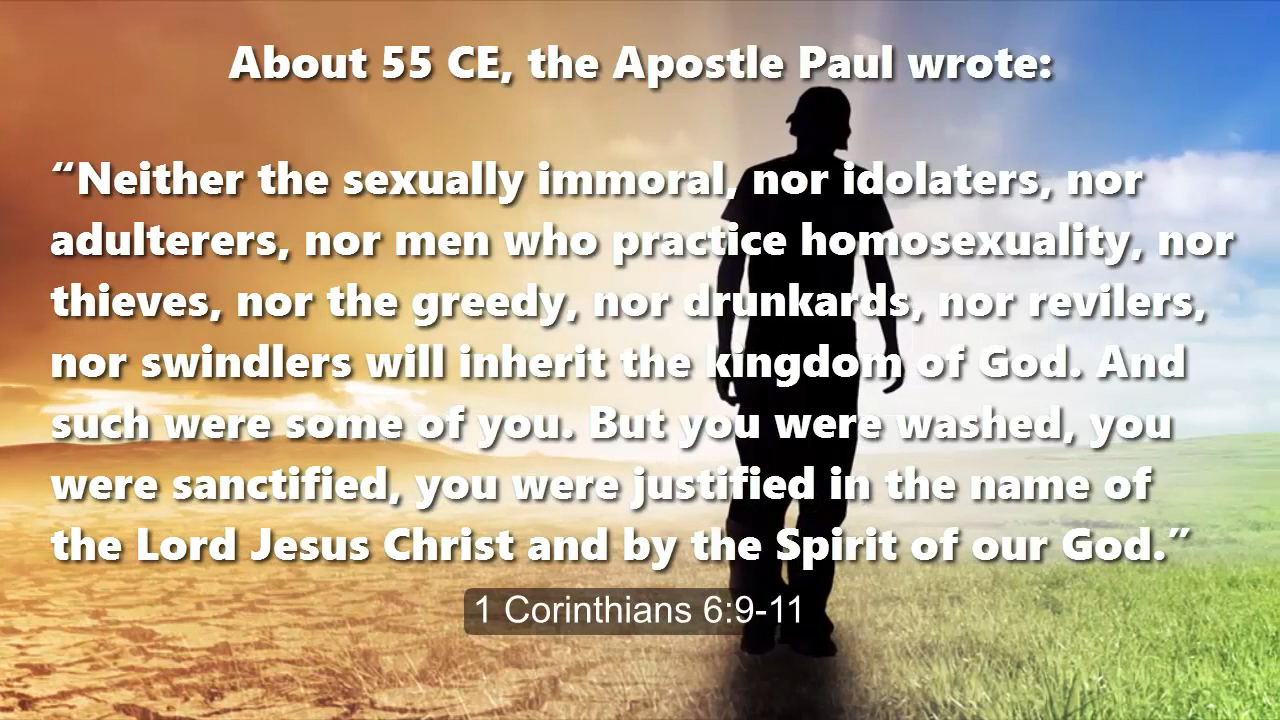 About 55 CE, the Apostle Paul wrote:
“Neither the sexually immoral, nor idolaters, nor
adulterers, nor men who practice homosexuality, nor
thieves, nor the greedy, nor drunkards, nor revilers,
nor swindlers will inherit the kingdom of God. And
such were some of you. But you were washed, you
were sanctified, you were justified in the name of
the Lord Jesus Christ and by the Spirit of our God.”
1 Corinthians 6:9-11